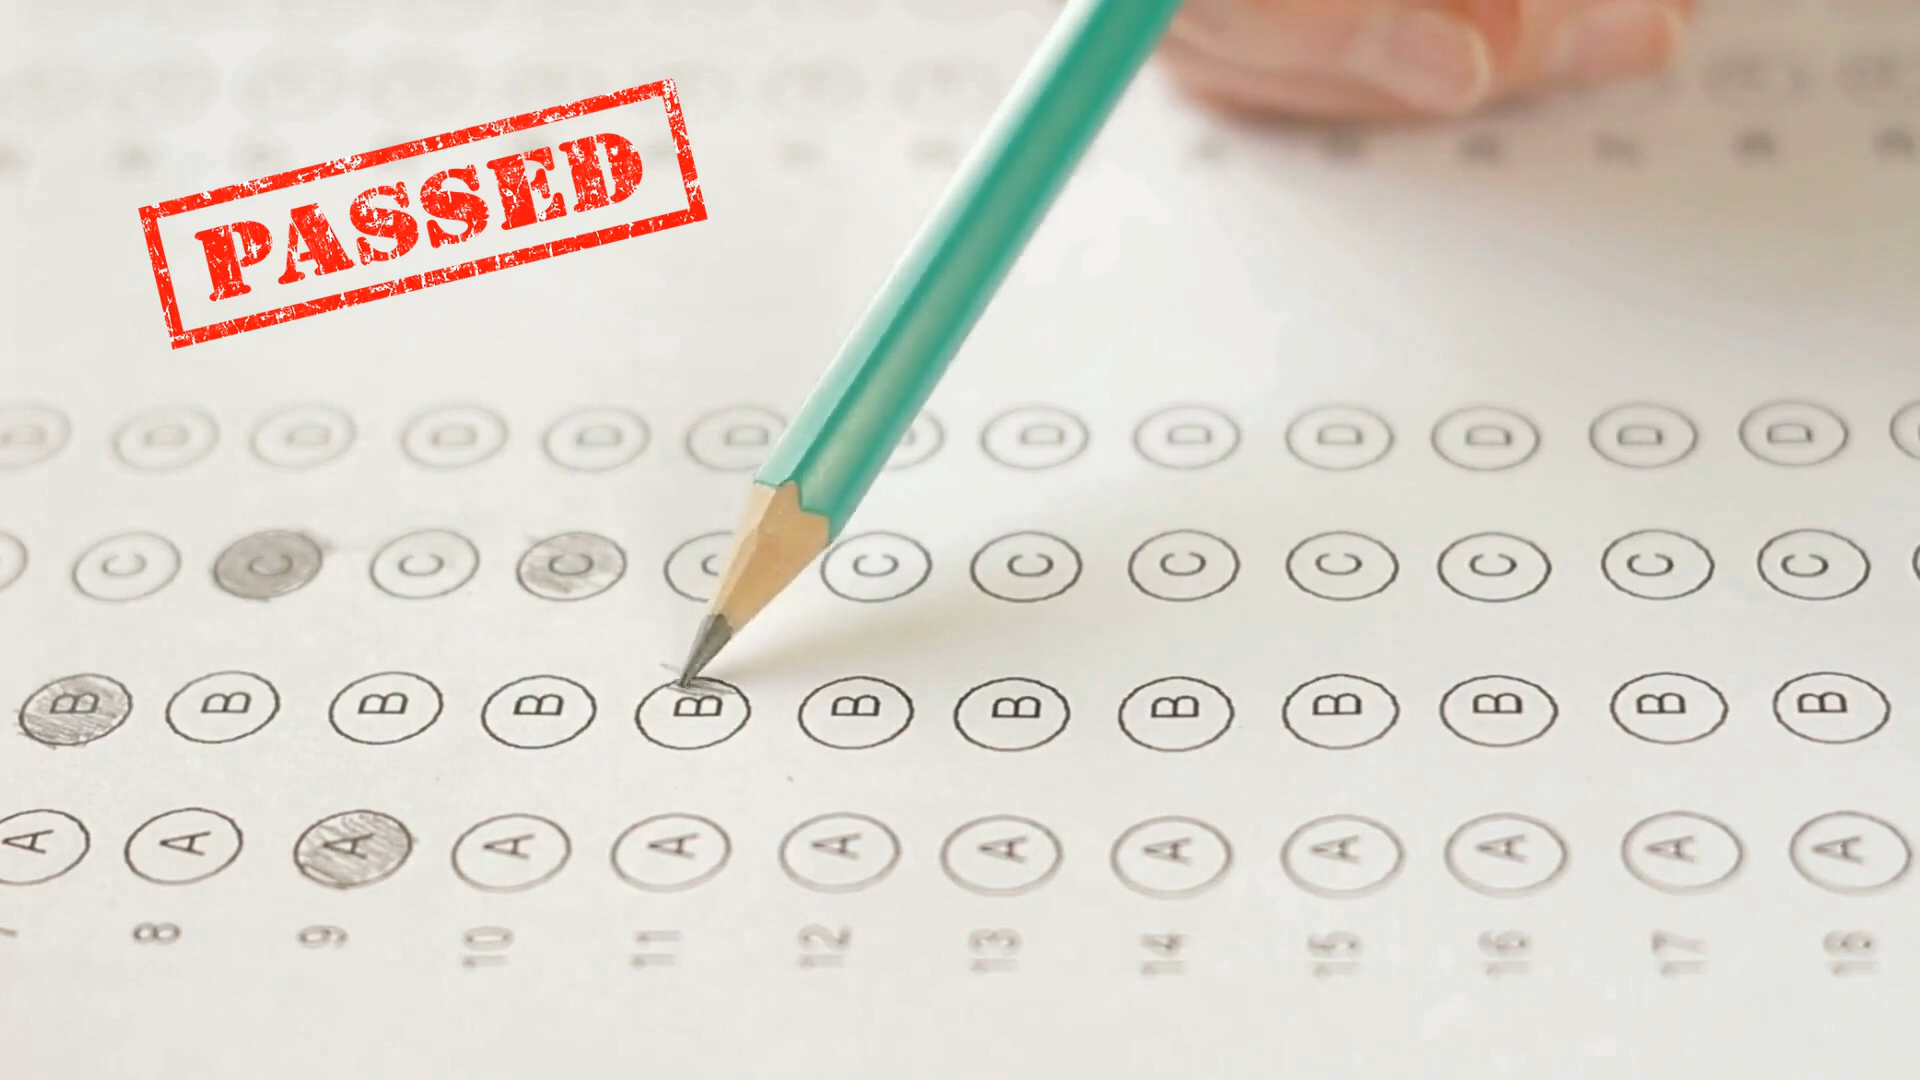 PASSED
D D D D D D D D D D D D
C C C C C C C C C C C C
B B B B B B B B B B B B
A A A A A A A A A A A A
8 9 10 11 12 13 14 15 16 17 18